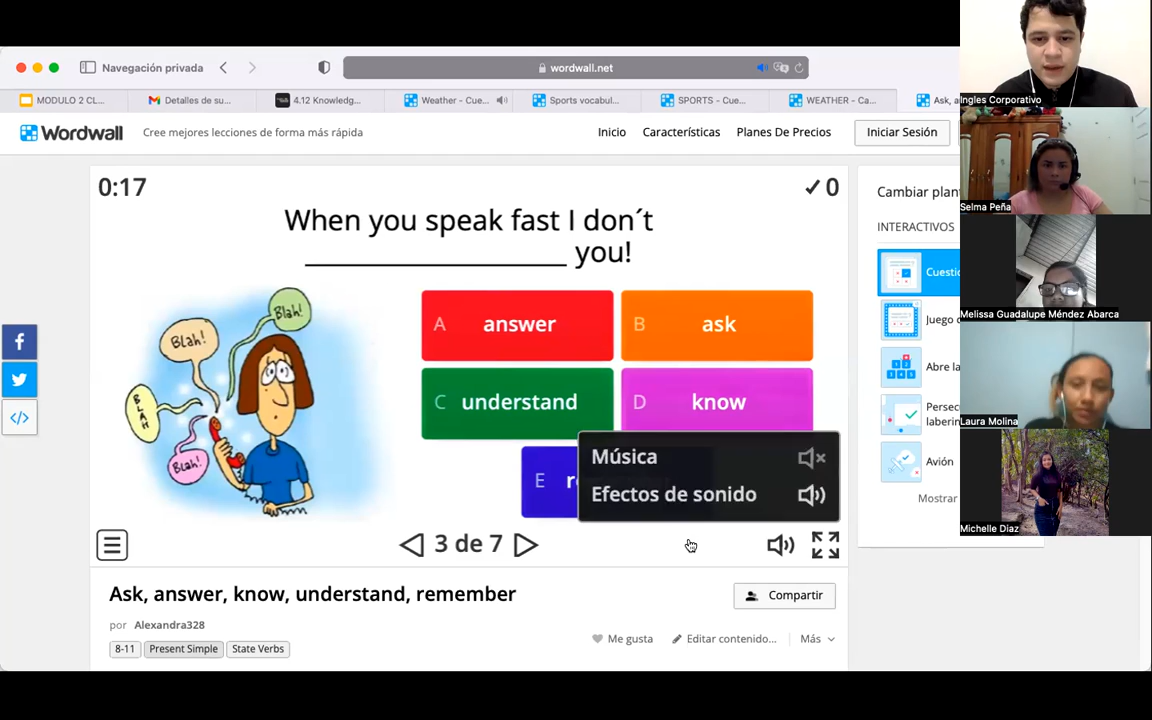 Navegación privada
wordwall.net
MODULO 2 CL...
Detalles de su...
4.12 Knowledg...
Weather - Cue...
Sports vocabul...
SPORTS - Cue...
WEATHER - Ca...
Ask, a
Wordwall
Cree mejores lecciones de forma más rápida
Inicio
Características
Planes De Precios
Iniciar Sesión
Ingles Corporativo
Selma Peña
Melissa Guadalupe Méndez Abarca
Laura Molina
Michelle Diaz
0:17
✓ 0
When you speak fast I don´t
_________________ you!
Blah!
Blah!
BLAH
Blah!
A answer
B ask
C understand
D know
E r
Música
Efectos de sonido
3 de 7
Cambiar plan
INTERACTIVOS
Cuestic
Juego d
Abre la
Persec
laberin
Avión
Mostrar
Ask, answer, know, understand, remember
Compartir
por Alexandra328
8-11
Present Simple
State Verbs
Me gusta
Editar contenido...
Más